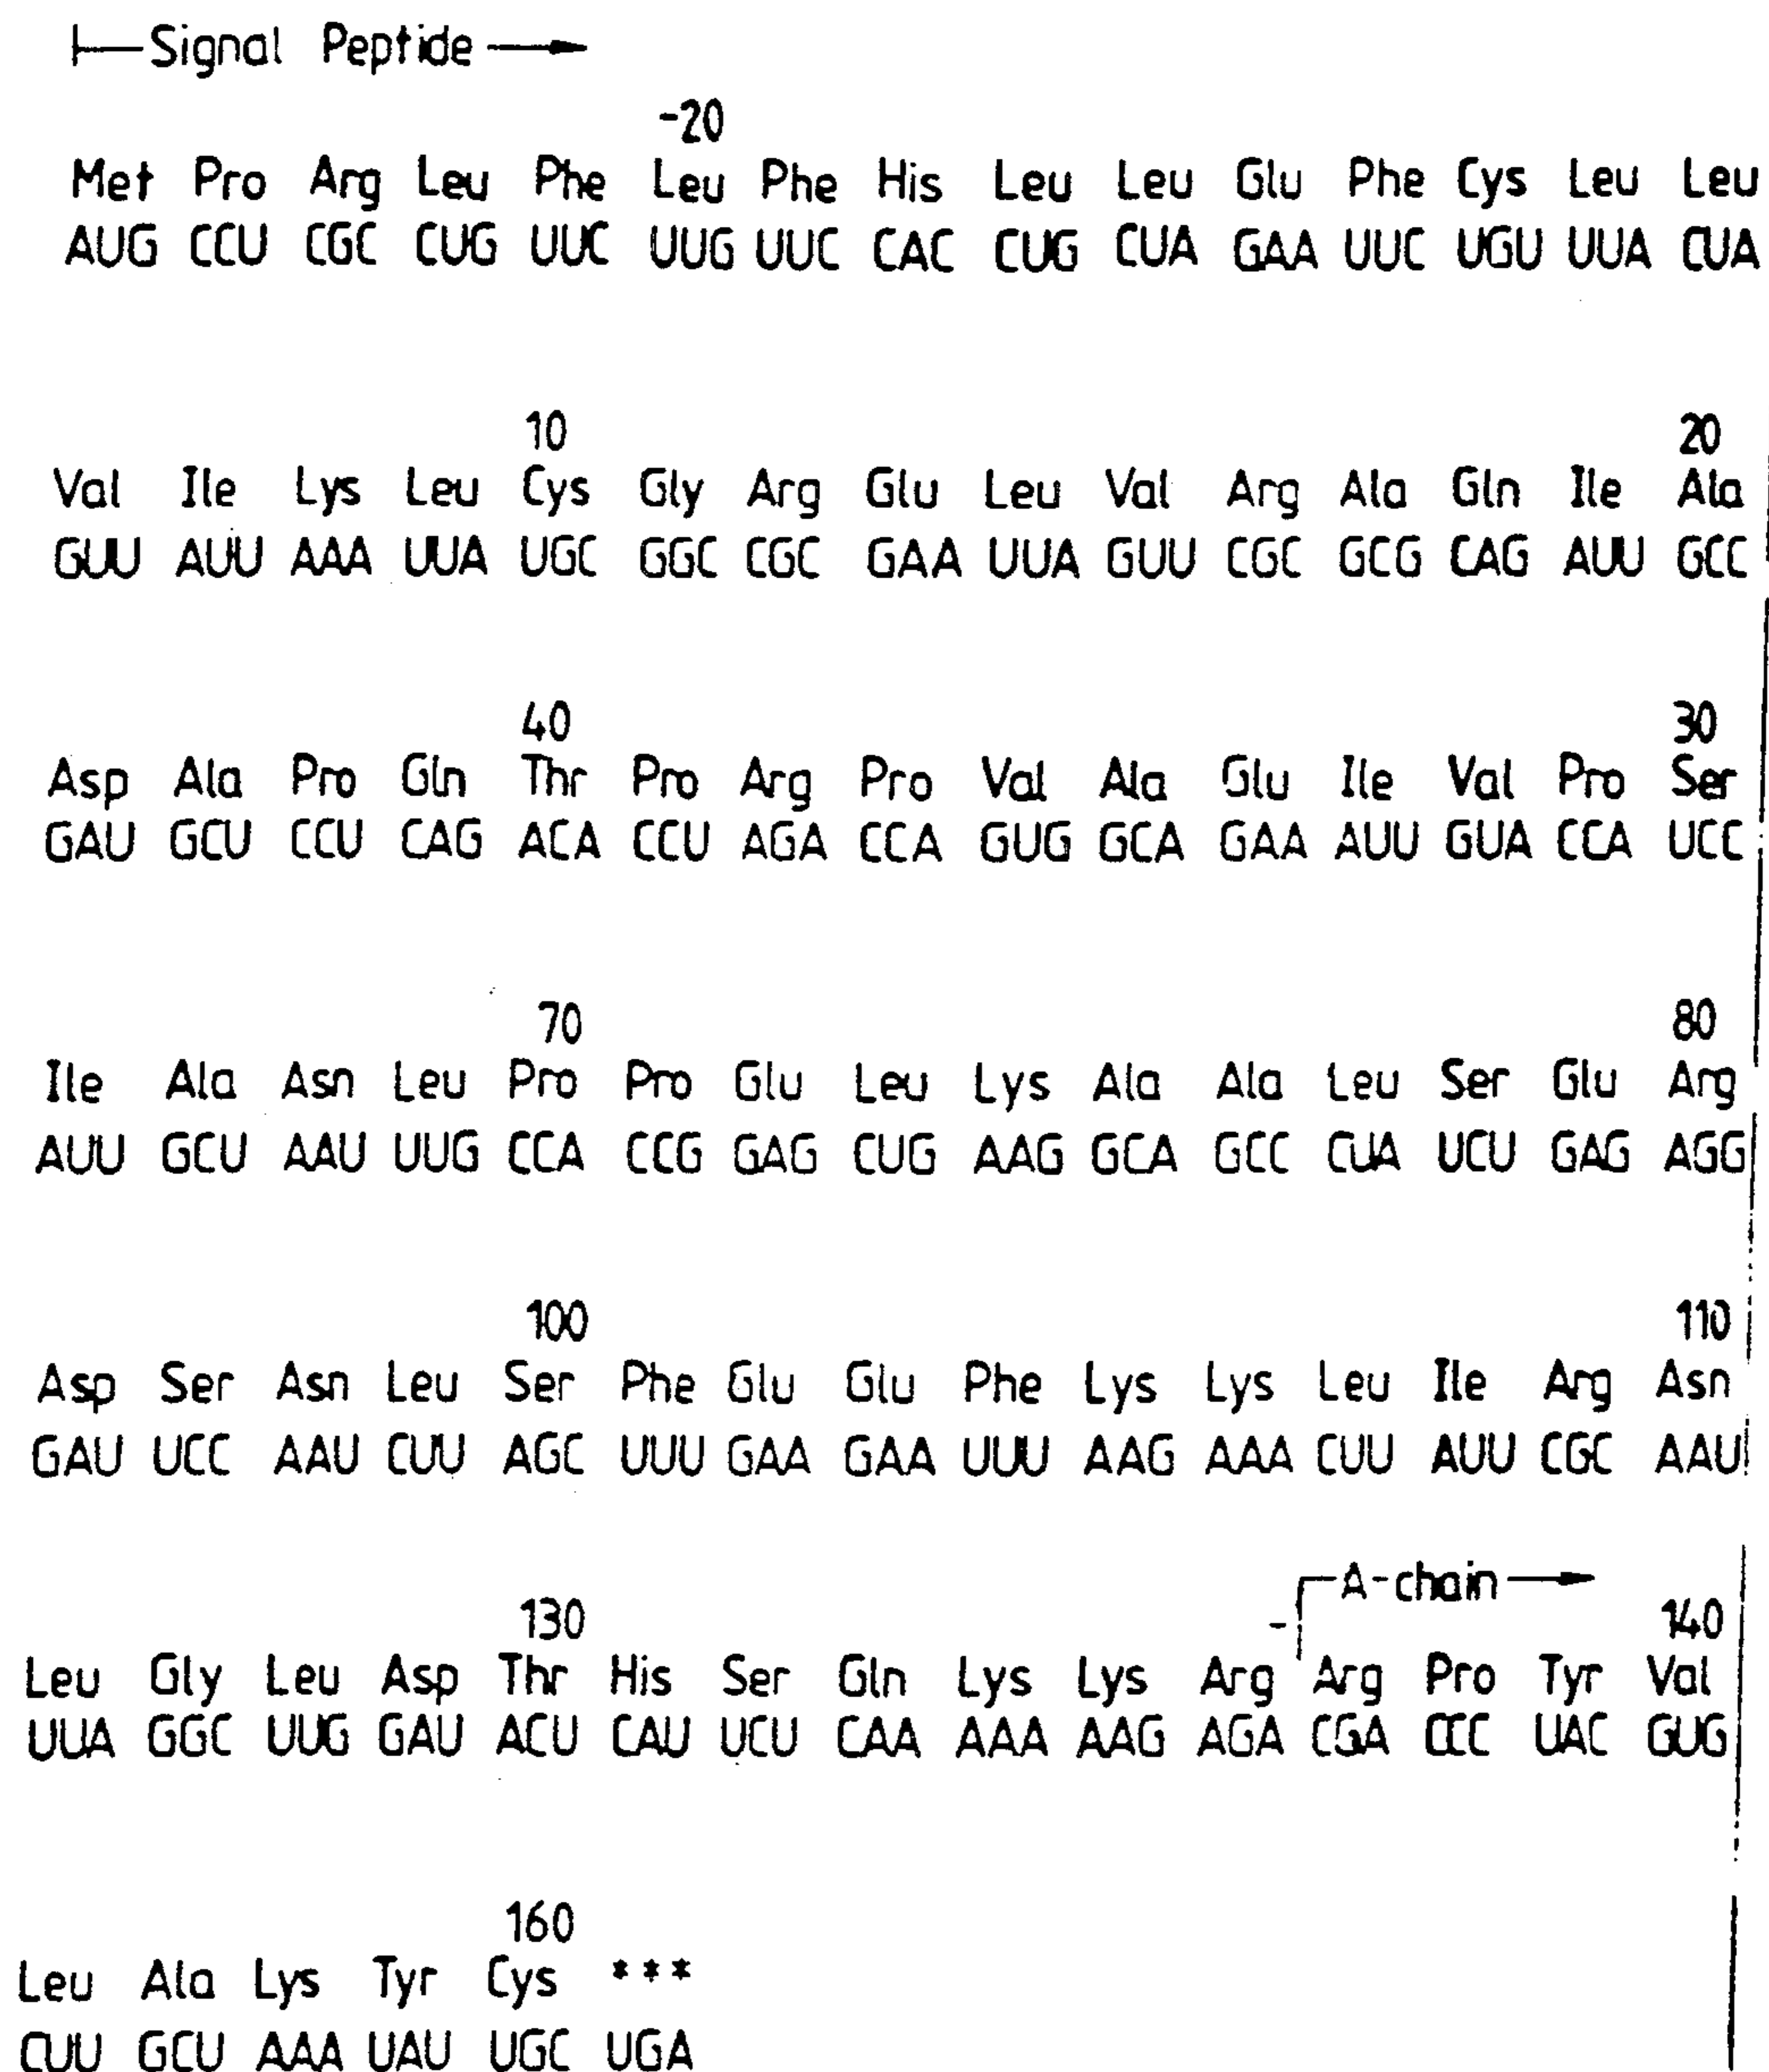 Signal Peptide
-20
Met Pro Arg Leu Phe Leu Phe His Leu Leu Glu Phe Cys Leu Leu
AUG CCU CGC CUG UUC UUG UUC CAC CUG CUA GAA UUC UGU UUA CUA
10 20
Val Ile Lys Leu Cys Gly Arg Glu Leu Val Arg Ala Gln Ile Ala
GUU AUU AAA UUA UGC GGC CGC GAA UUA GUU CGC GCG CAG AUU GCC
40 30
Asp Ala Pro Gln Thr Pro Arg Pro Val Ala Glu Ile Val Pro Ser
GAU GCU CCU CAG ACA CCU AGA CCA GUG GCA GAA AUU GUA CCA UCC
70 80
Ile Ala Asn Leu Pro Pro Glu Leu Lys Ala Ala Leu Ser Glu Arg
AUU GCU AAU UUG CCA CCG GAG CUG AAG GCA GCC CUA UCU GAG AGG
100 110
Asp Ser Asn Leu Ser Phe Glu Glu Phe Lys Lys Leu Ile Arg Asn
GAU UCC AAU CUU AGC UUU GAA GAA UUU AAG AAA CUU AUU CGC AAU
A-chain
130 140
Leu Gly Leu Asp Thr His Ser Gln Lys Lys Arg Arg Pro Tyr Val
UUA GGC UUG GAU ACU CAU UCU CAA AAA AAG AGA CGA CCC UAC GUG
160
Leu Ala Lys Tyr Cys ***
CUU GCU AAA UAU UGC UGA